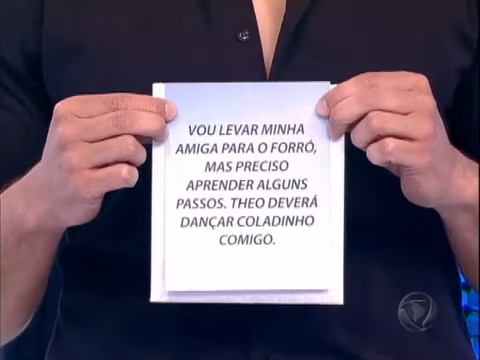 VOU LEVAR MINHA
AMIGA PARA O FORRÓ,
MAS PRECISO
APRENDER ALGUNS
PASSOS. THEO DEVERÁ
DANÇAR COLADINHO
COMIGO.